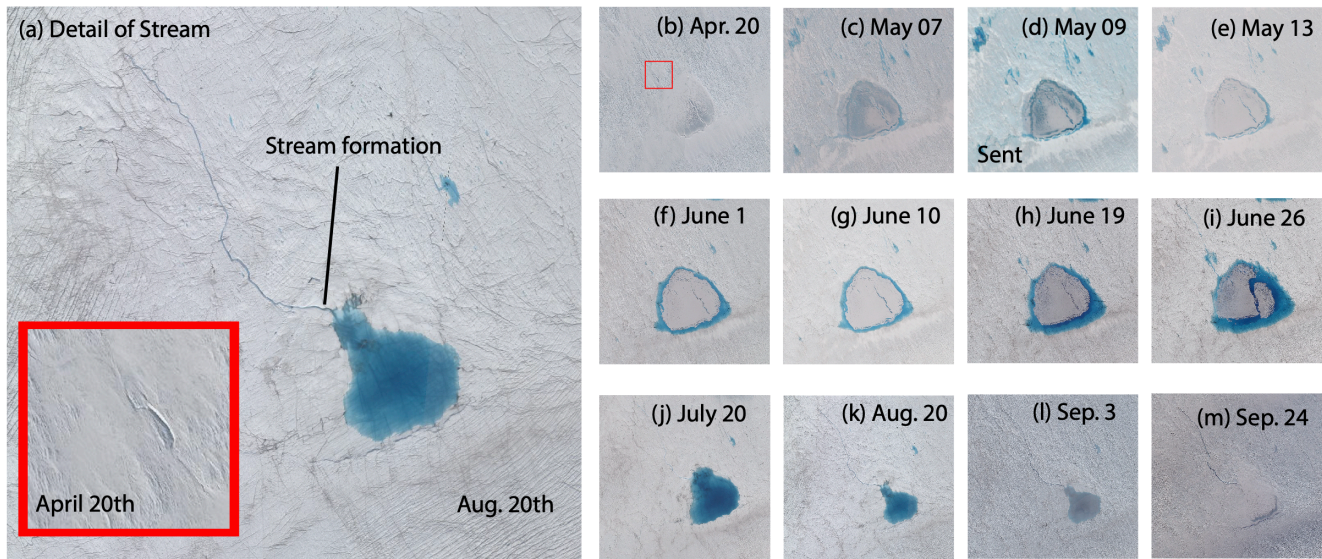 (a) Detail of Stream
Stream formation
April 20th
Aug. 20th
(b) Apr. 20
(c) May 07
(d) May 09
Sent
(e) May 13
(f) June 1
(g) June 10
(h) June 19
(i) June 26
(j) July 20
(k) Aug. 20
(l) Sep. 3
(m) Sep. 24